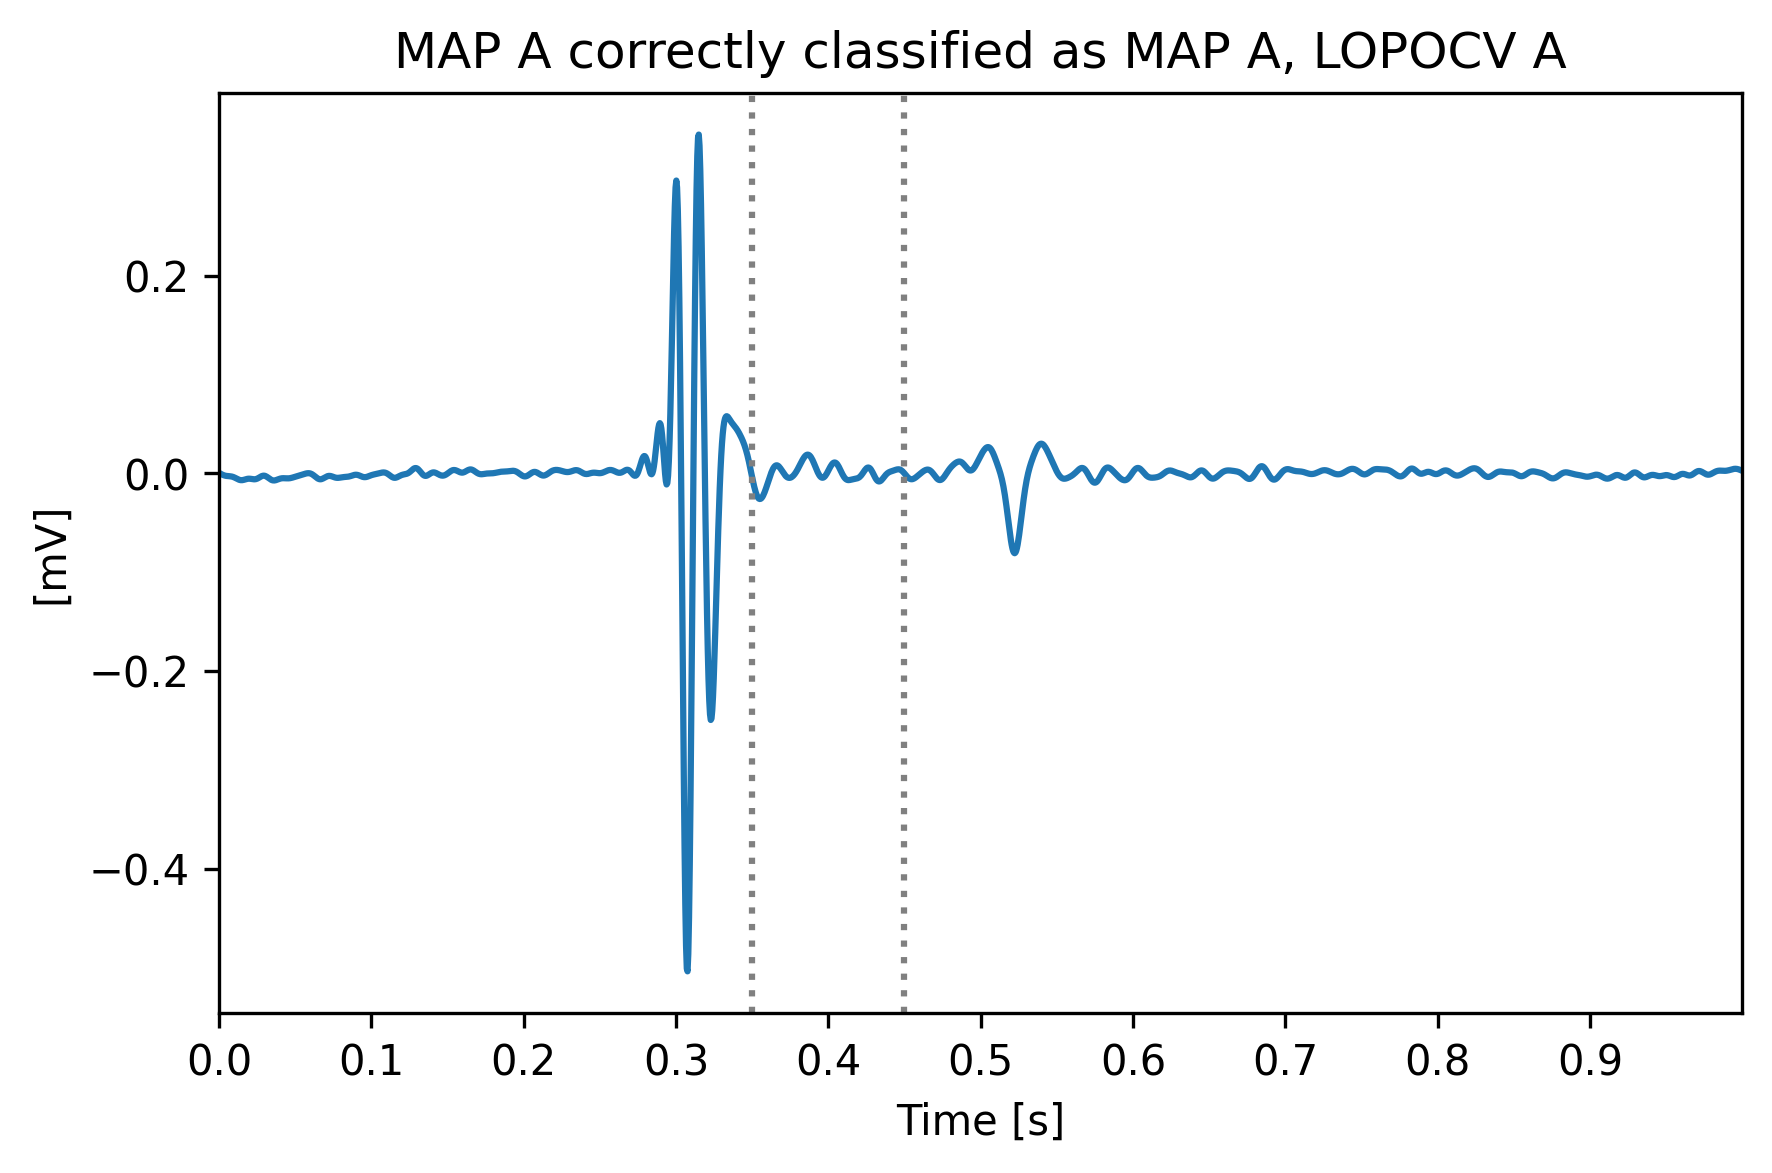 MAP A correctly classified as MAP A, LOPOCV A
0.2
0.0
−0.2
−0.4
[mV]
0.0 0.1 0.2 0.3 0.4 0.5 0.6 0.7 0.8 0.9
Time [s]